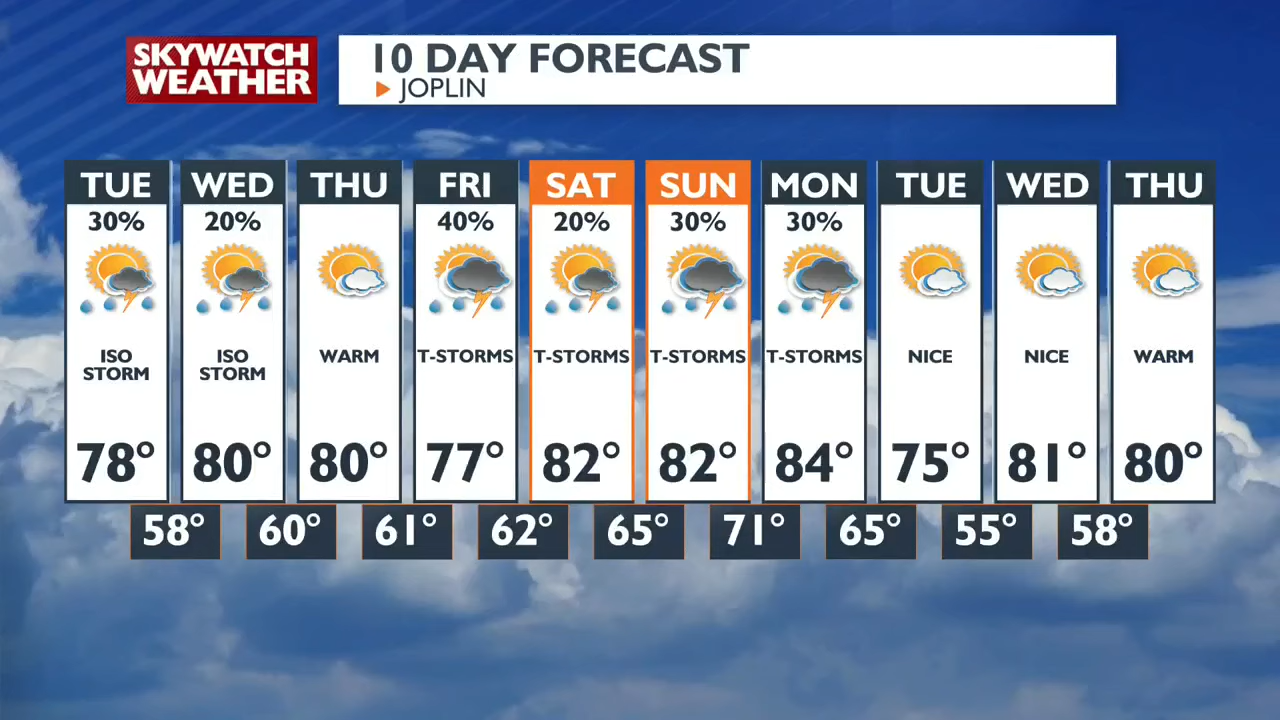 SKYWATCH
WEATHER
10 DAY FORECAST
JOPLIN
TUE WED THU FRI SAT SUN MON TUE WED THU
30% 20% 40% 20% 30% 30%
ISO ISO WARM T-STORMS T-STORMS T-STORMS T-STORMS NICE NICE WARM
STORM STORM
78° 80° 80° 77° 82° 82° 84° 75° 81° 80°
58° 60° 61° 62° 65° 71° 65° 55° 58°